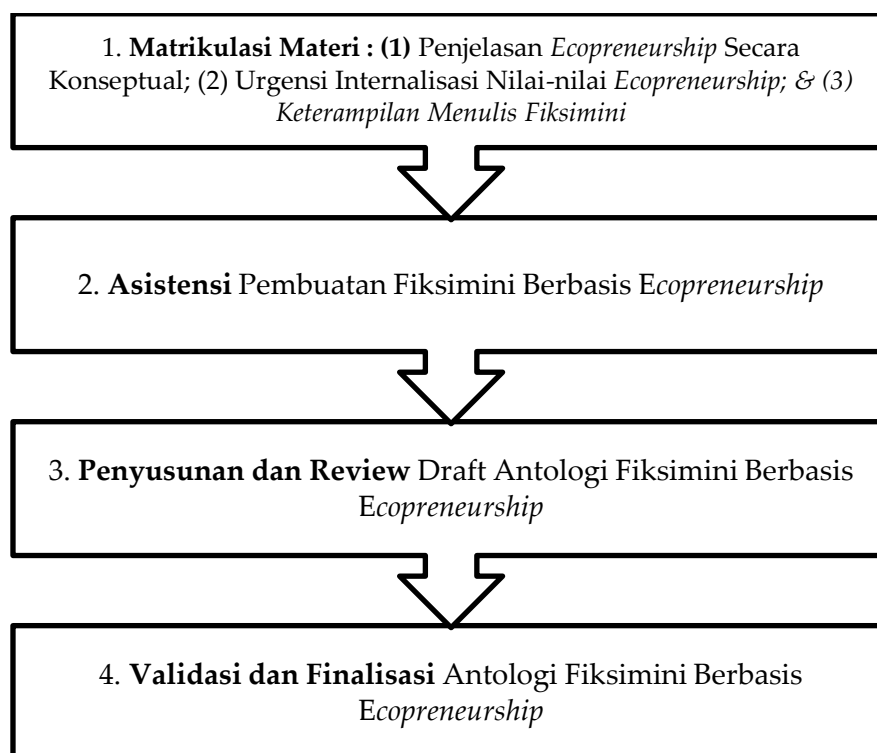 1. Matrikulasi Materi : (1) Penjelasan Ecopreneurship Secara
Konseptual; (2) Urgensi Internalisasi Nilai-nilai Ecopreneurship; & (3)
Keterampilan Menulis Fiksimini
2. Asistensi Pembuatan Fiksimini Berbasis Ecopreneurship
3. Penyusunan dan Review Draft Antologi Fiksimini Berbasis
Ecopreneurship
4. Validasi dan Finalisasi Antologi Fiksimini Berbasis
Ecopreneurship